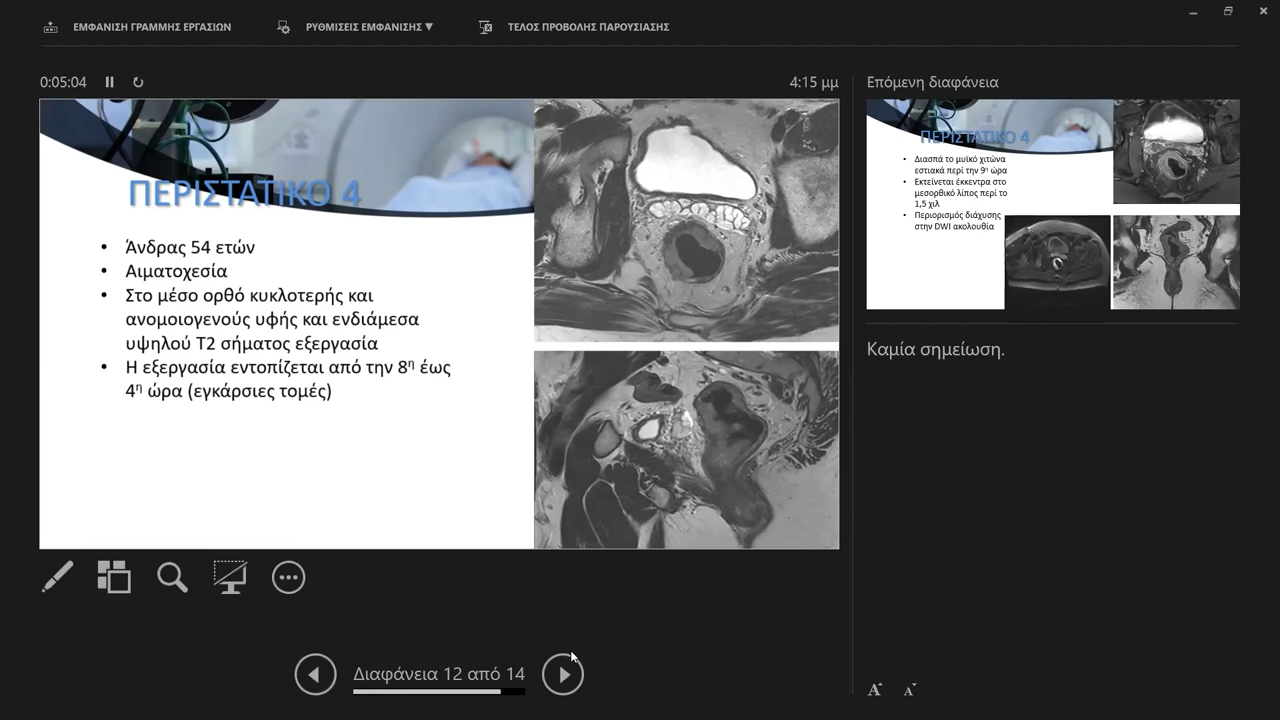 ΕΜΦΑΝΙΣΗ ΓΡΑΜΜΗΣ ΕΡΓΑΣΙΩΝ
ΡΥΘΜΙΣΕΙΣ ΕΜΦΑΝΙΣΗΣ ▼
ΤΕΛΟΣ ΠΡΟΒΟΛΗΣ ΠΑΡΟΥΣΙΑΣΗΣ
0:05:04
4:15 μμ
ΠΕΡΙΣΤΑΤΙΚΟ 4
• Άνδρας 54 ετών
• Αιματοχεσία
• Στο μέσο ορθό κυκλοτερής και
ανομοιογενούς υφής και ενδιάμεσα
υψηλού Τ2 σήματος εξεργασία
• Η εξεργασία εντοπίζεται από την 8η έως
4η ώρα (εγκάρσιες τομές)
Διαφάνεια 12 από 14
Επόμενη διαφάνεια
ΠΕΡΙΣΤΑΤΙΚΟ 4
• Διασπά το μυϊκό χιτώνα
εστιακά περί την 9η ώρα
• Εκτείνεται έκκεντρα στο
μεσορθικό λίπος περί το
1,5 χιλ
• Περιορισμός διάχυσης
στην DWI ακολουθία
Καμία σημείωση.
A A